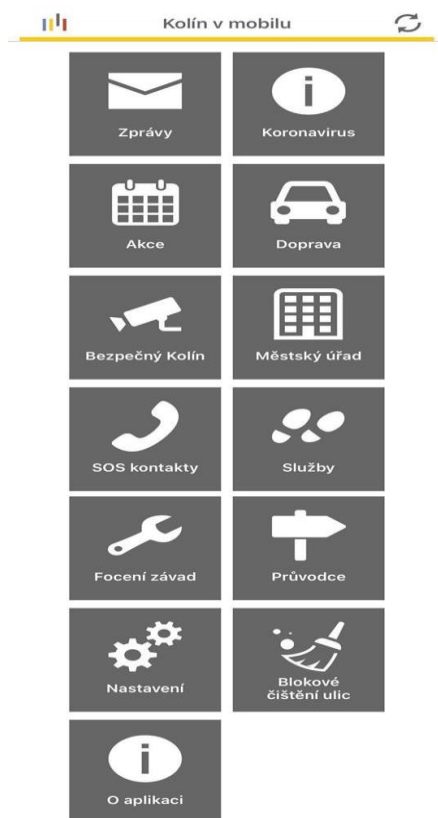 Kolín v mobilu
Zprávy
Koronavirus
Akce
Doprava
Bezpečný Kolín
Městský úřad
SOS kontakty
Služby
Focení závad
Průvodce
Nastavení
Blokové
čištění ulic
O aplikaci